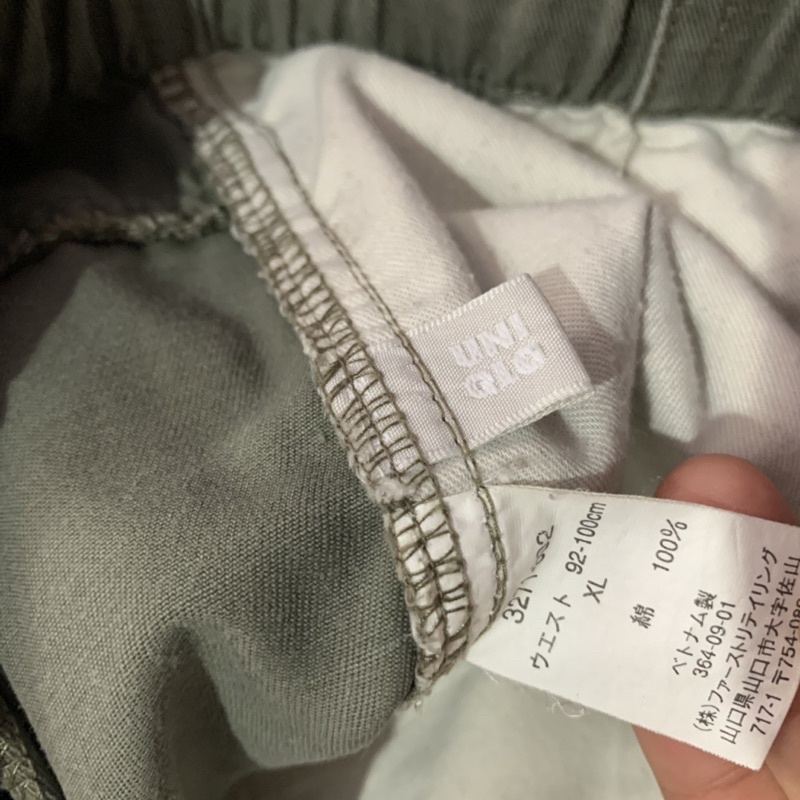 ウエスト 92-100cm
XL
綿 100%
ベトナム製
364-09-01
(株)ファーストリテイリング
山口県山口市大字佐山
717-1 〒754-089